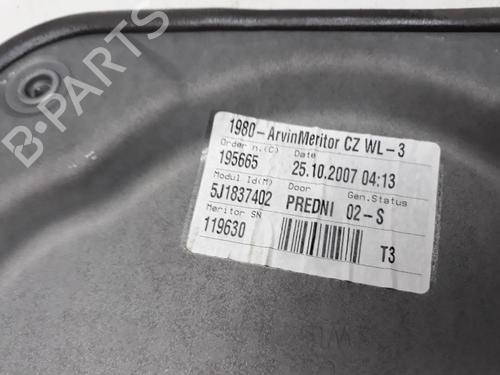 1980-ArvinMeritor CZ WL-3
Order n.(C) Date
195665 25.10.2007 04:13
Modul Id(M) Door Gen.Status
5J1837402 PREDNI 02-S
Meritor SN
119630 T3
B-PARTS